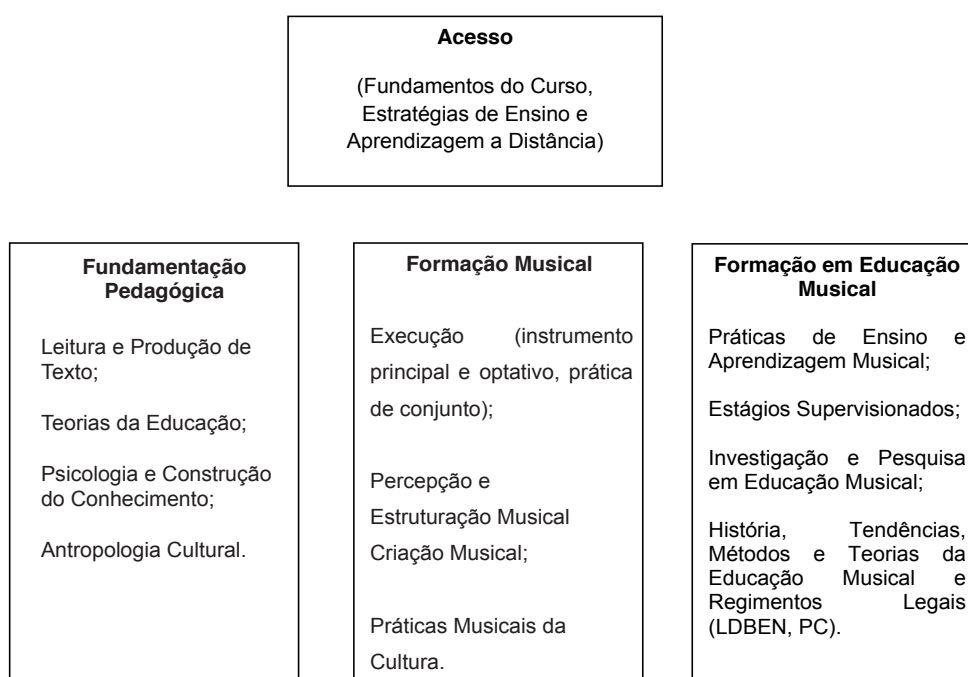 Acesso
(Fundamentos do Curso,
Estratégias de Ensino e
Aprendizagem a Distância)
Fundamentação
Pedagógica
Leitura e Produção de
Texto;
Teorias da Educação;
Psicologia e Construção
do Conhecimento;
Antropologia Cultural.
Formação Musical
Execução (instrumento
principal e optativo, prática
de conjunto);
Percepção e
Estruturação Musical
Criação Musical;
Práticas Musicais da
Cultura.
Formação em Educação
Musical
Práticas de Ensino e
Aprendizagem Musical;
Estágios Supervisionados;
Investigação e Pesquisa
em Educação Musical;
História, Tendências,
Métodos e Teorias da
Educação Musical e
Regimentos Legais
(LDBEN, PC).